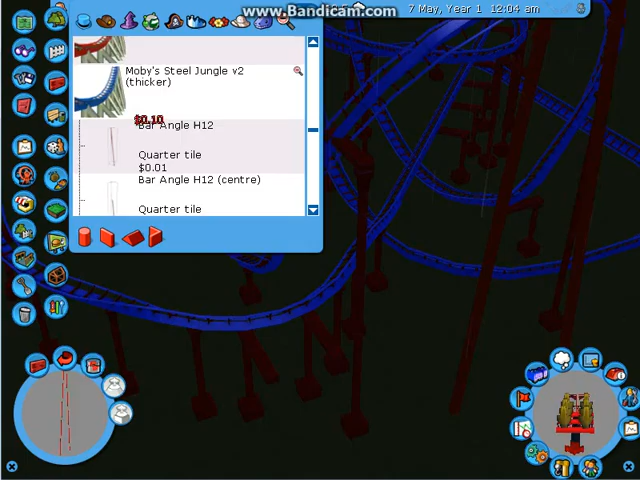 www.Bandicam.com
7 May, Year 1 12:04 am
Moby's Steel Jungle v2
(thicker)
$0.10
Bar Angle H12
Quarter tile
$0.01
Bar Angle H12 (centre)
Quarter tile